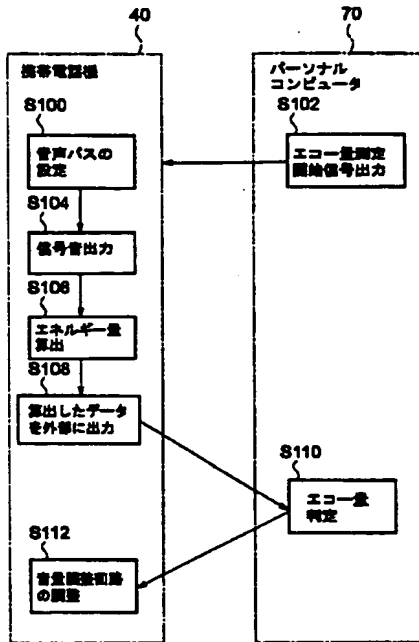 40
70
携帯電話機
パーソナル
コンピュータ
S100
音声パスの
設定
S102
エコー量測定
開始信号出力
S104
信号音出力
S106
エネルギー量
算出
S108
算出したデータ
を外部に出力
S110
エコー量
判定
S112
音量調整回路
の調整